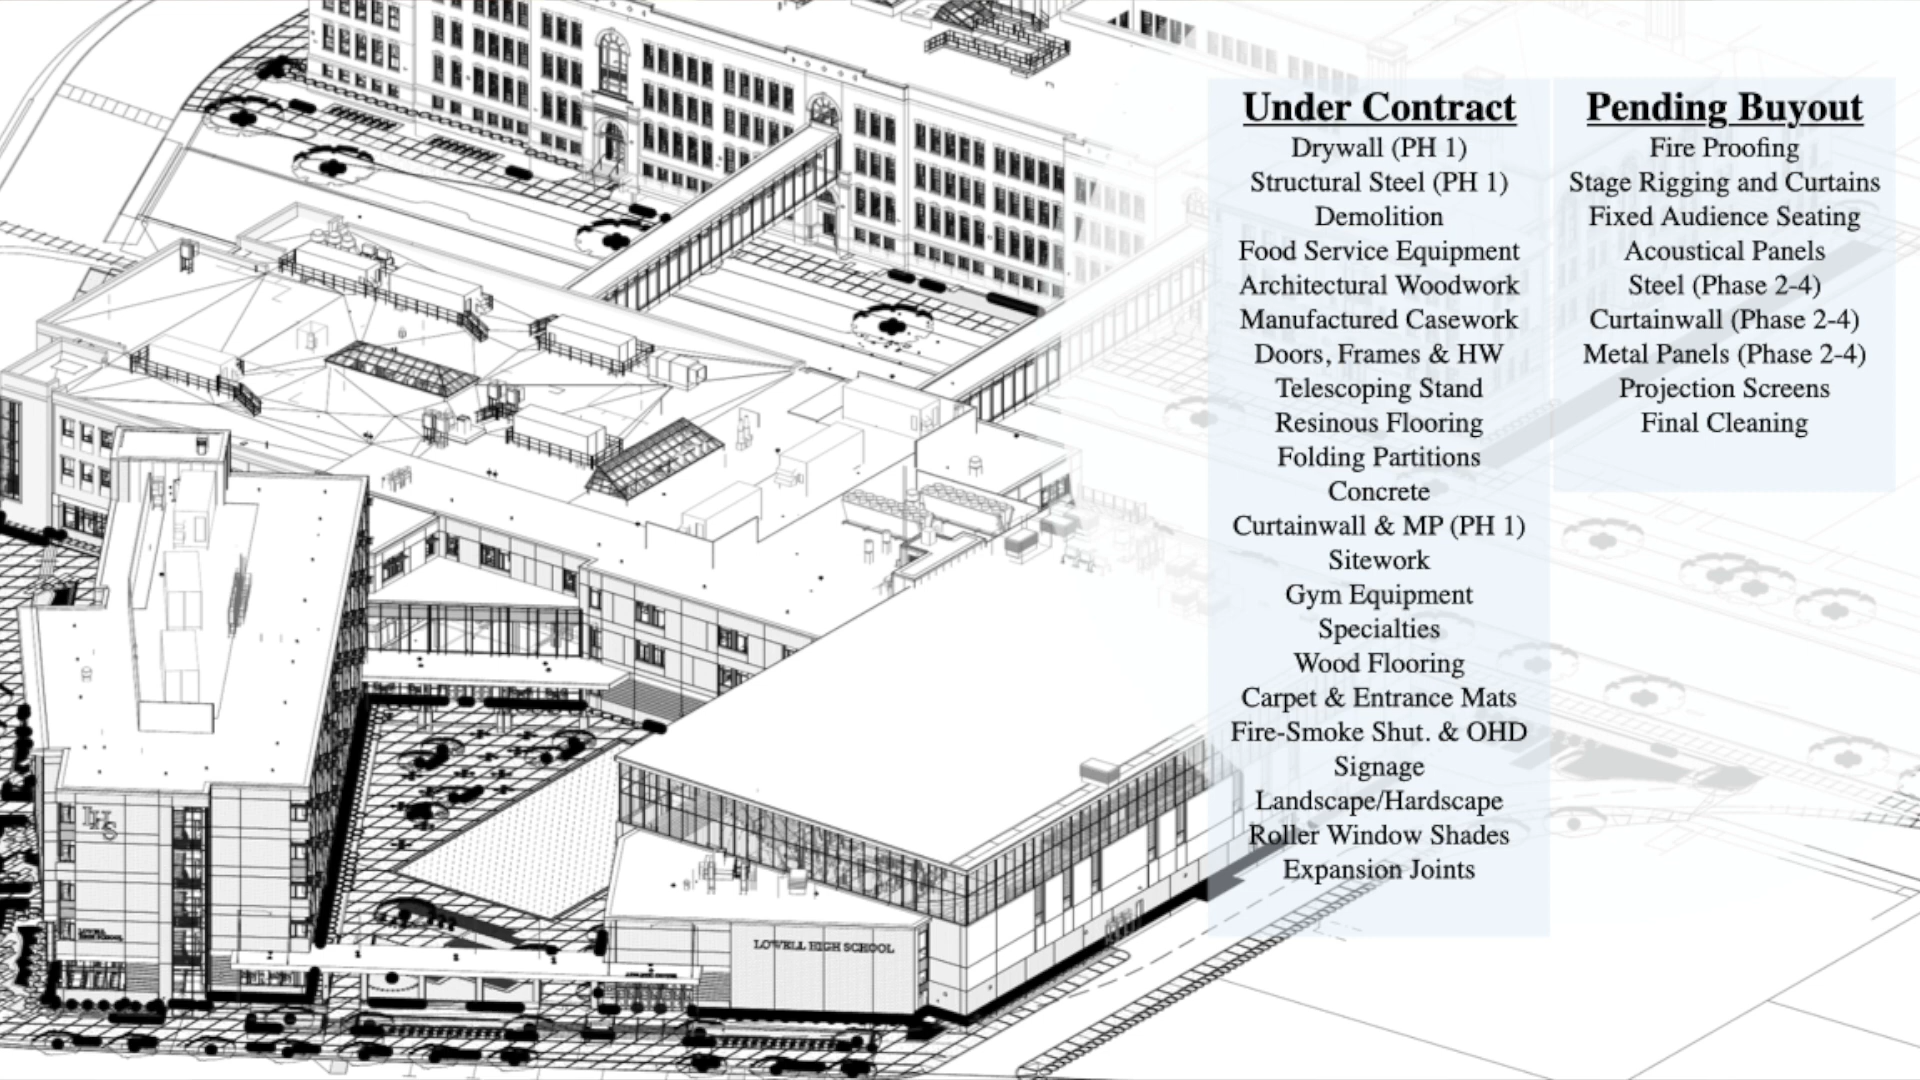 Under Contract
Drywall (PH 1)
Structural Steel (PH 1)
Demolition
Food Service Equipment
Architectural Woodwork
Manufactured Casework
Doors, Frames & HW
Telescoping Stand
Resinous Flooring
Folding Partitions
Concrete
Curtainwall & MP (PH 1)
Sitework
Gym Equipment
Specialties
Wood Flooring
Carpet & Entrance Mats
Fire-Smoke Shut. & OHD
Signage
Landscape/Hardscape
Roller Window Shades
Expansion Joints
Pending Buyout
Fire Proofing
Stage Rigging and Curtains
Fixed Audience Seating
Acoustical Panels
Steel (Phase 2-4)
Curtainwall (Phase 2-4)
Metal Panels (Phase 2-4)
Projection Screens
Final Cleaning
LHS
LOWELL
HIGH SCHOOL
LOWELL HIGH SCHOOL